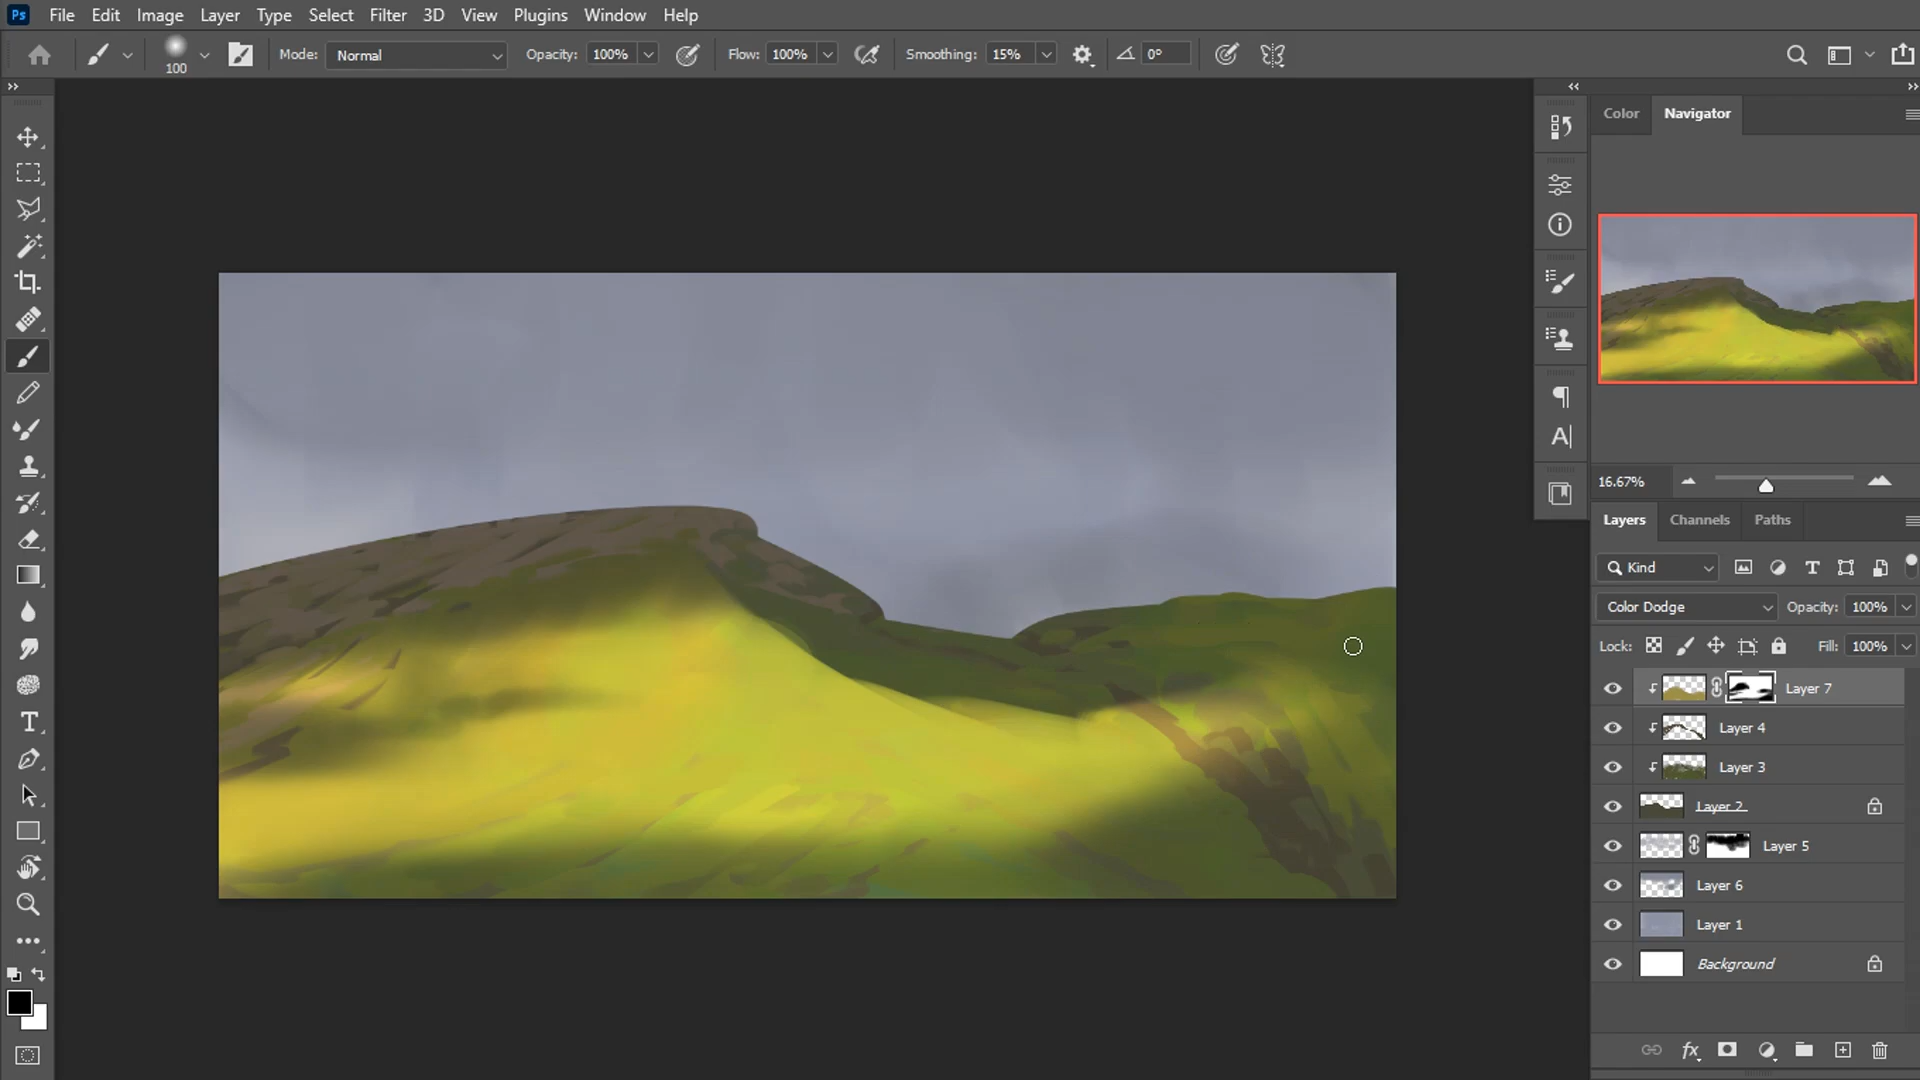 Ps File Edit Image Layer Type Select Filter 3D View Plugins Window Help
100 Mode: Normal Opacity: 100% Flow: 100% Smoothing: 15% 0°
Color Navigator
16.67%
Layers Channels Paths
Kind
Color Dodge Opacity: 100%
Lock: Fill: 100%
Layer 7
Layer 4
Layer 3
Layer 2
Layer 5
Layer 6
Layer 1
Background